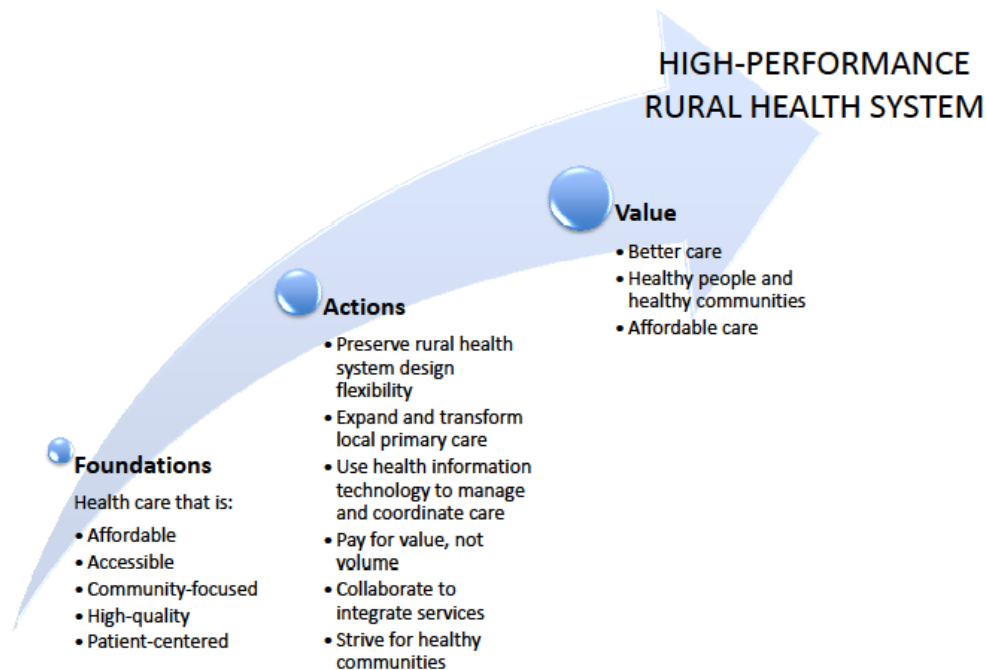 HIGH-PERFORMANCE
RURAL HEALTH SYSTEM
Foundations
Health care that is:
• Affordable
• Accessible
• Community-focused
• High-quality
• Patient-centered
Actions
• Preserve rural health
system design
flexibility
• Expand and transform
local primary care
• Use health information
technology to manage
and coordinate care
• Pay for value, not
volume
• Collaborate to
integrate services
• Strive for healthy
communities
Value
• Better care
• Healthy people and
healthy communities
• Affordable care